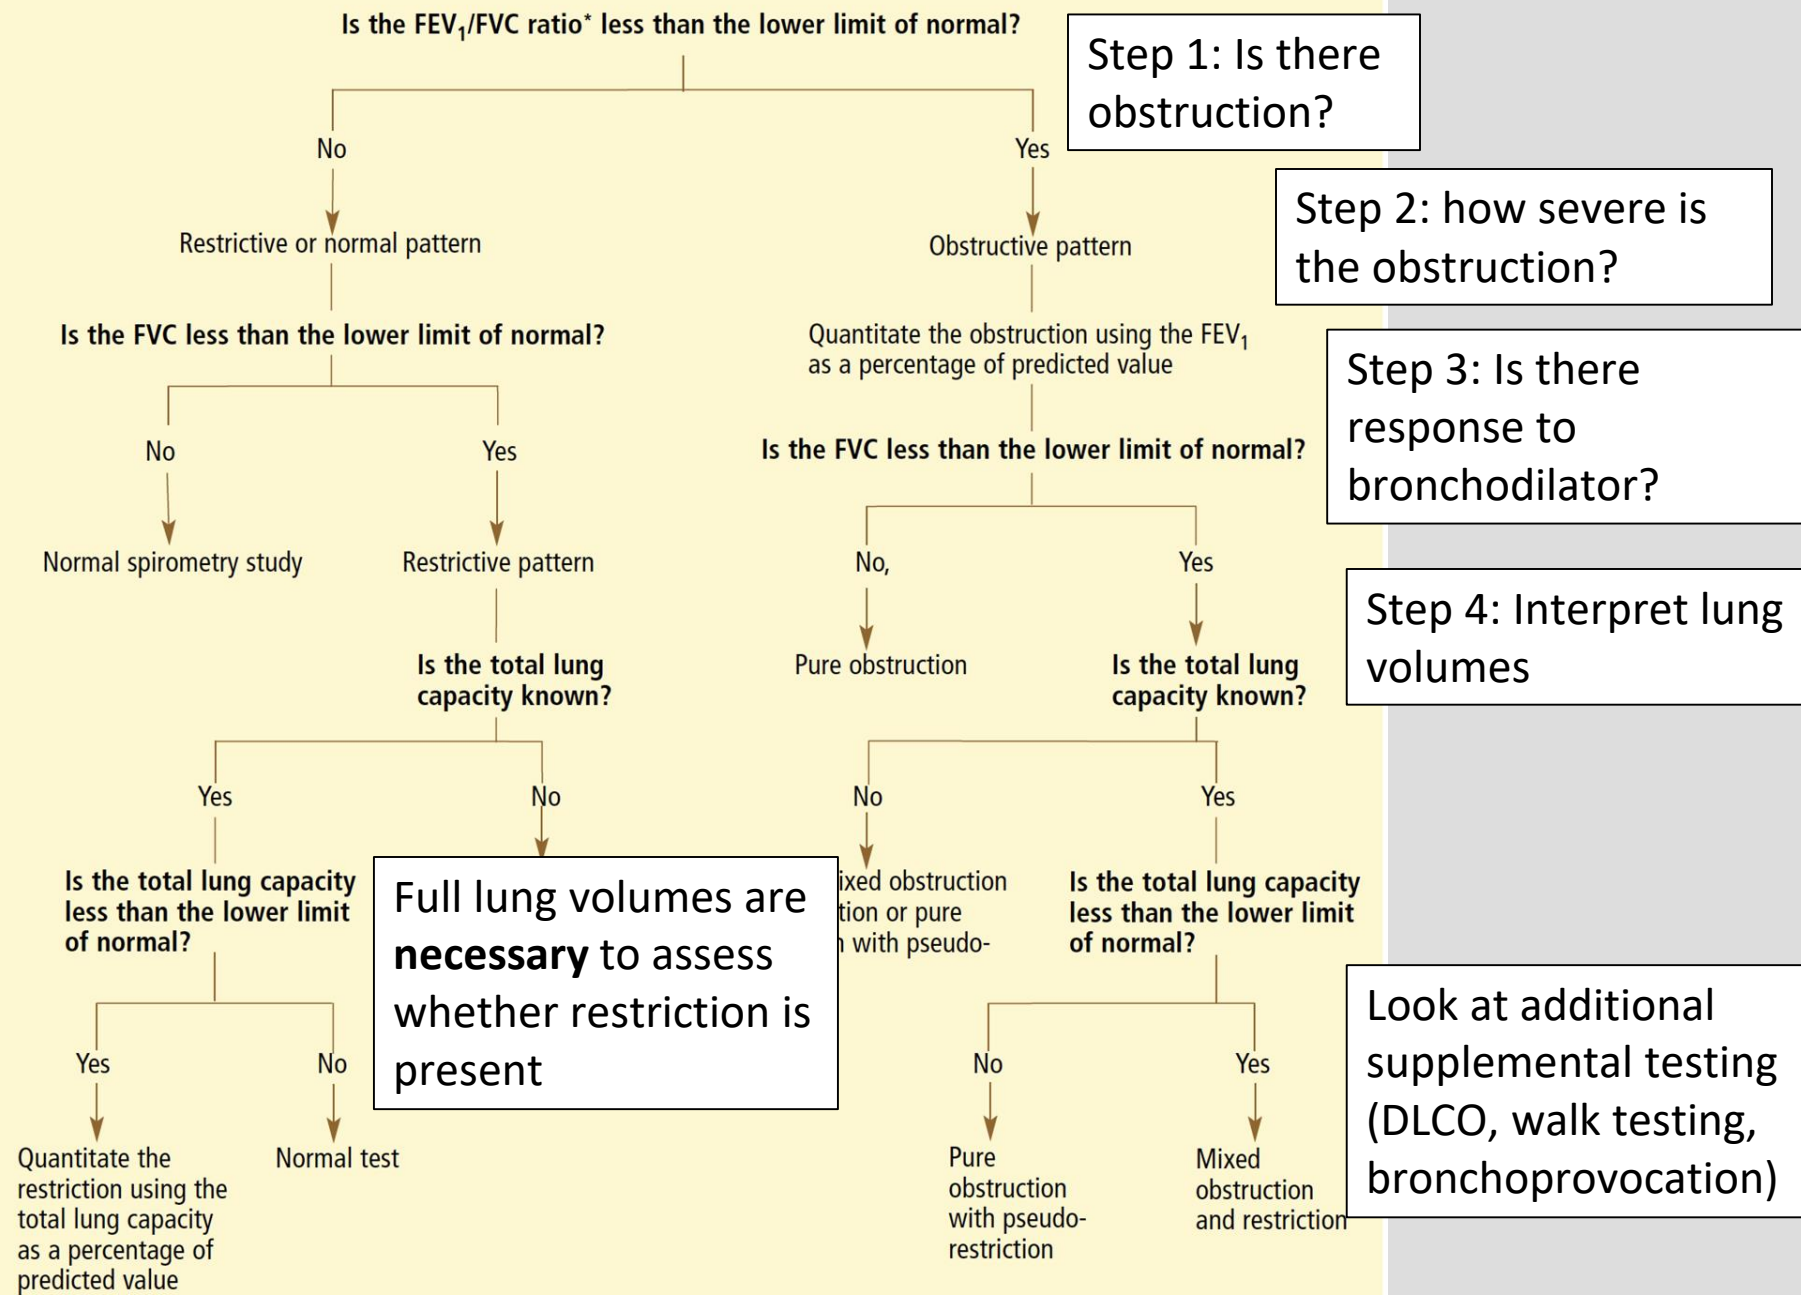 Is the FEV1/FVC ratio* less than the lower limit of normal?
Step 1: Is there
obstruction?
No
Yes
Step 2: how severe is
the obstruction?
Restrictive or normal pattern
Obstructive pattern
Is the FVC less than the lower limit of normal?
Quantitate the obstruction using the FEV1
as a percentage of predicted value
Step 3: Is there
response to
bronchodilator?
No
Yes
Is the FVC less than the lower limit of normal?
Normal spirometry study
Restrictive pattern
No,
Yes
Step 4: Interpret lung
volumes
Is the total lung
capacity known?
Pure obstruction
Is the total lung
capacity known?
Yes
No
No
Yes
Is the total lung capacity
less than the lower limit
of normal?
Full lung volumes are
necessary to assess
whether restriction is
present
obstruction
or pure
with pseudo-
Is the total lung capacity
less than the lower limit
of normal?
Look at additional
supplemental testing
(DLCO, walk testing,
bronchoprovocation)
Yes
No
No
Yes
Quantitate the
restriction using the
total lung capacity
as a percentage of
predicted value
Normal test
Pure
obstruction
with pseudo-
restriction
Mixed
obstruction
and restriction